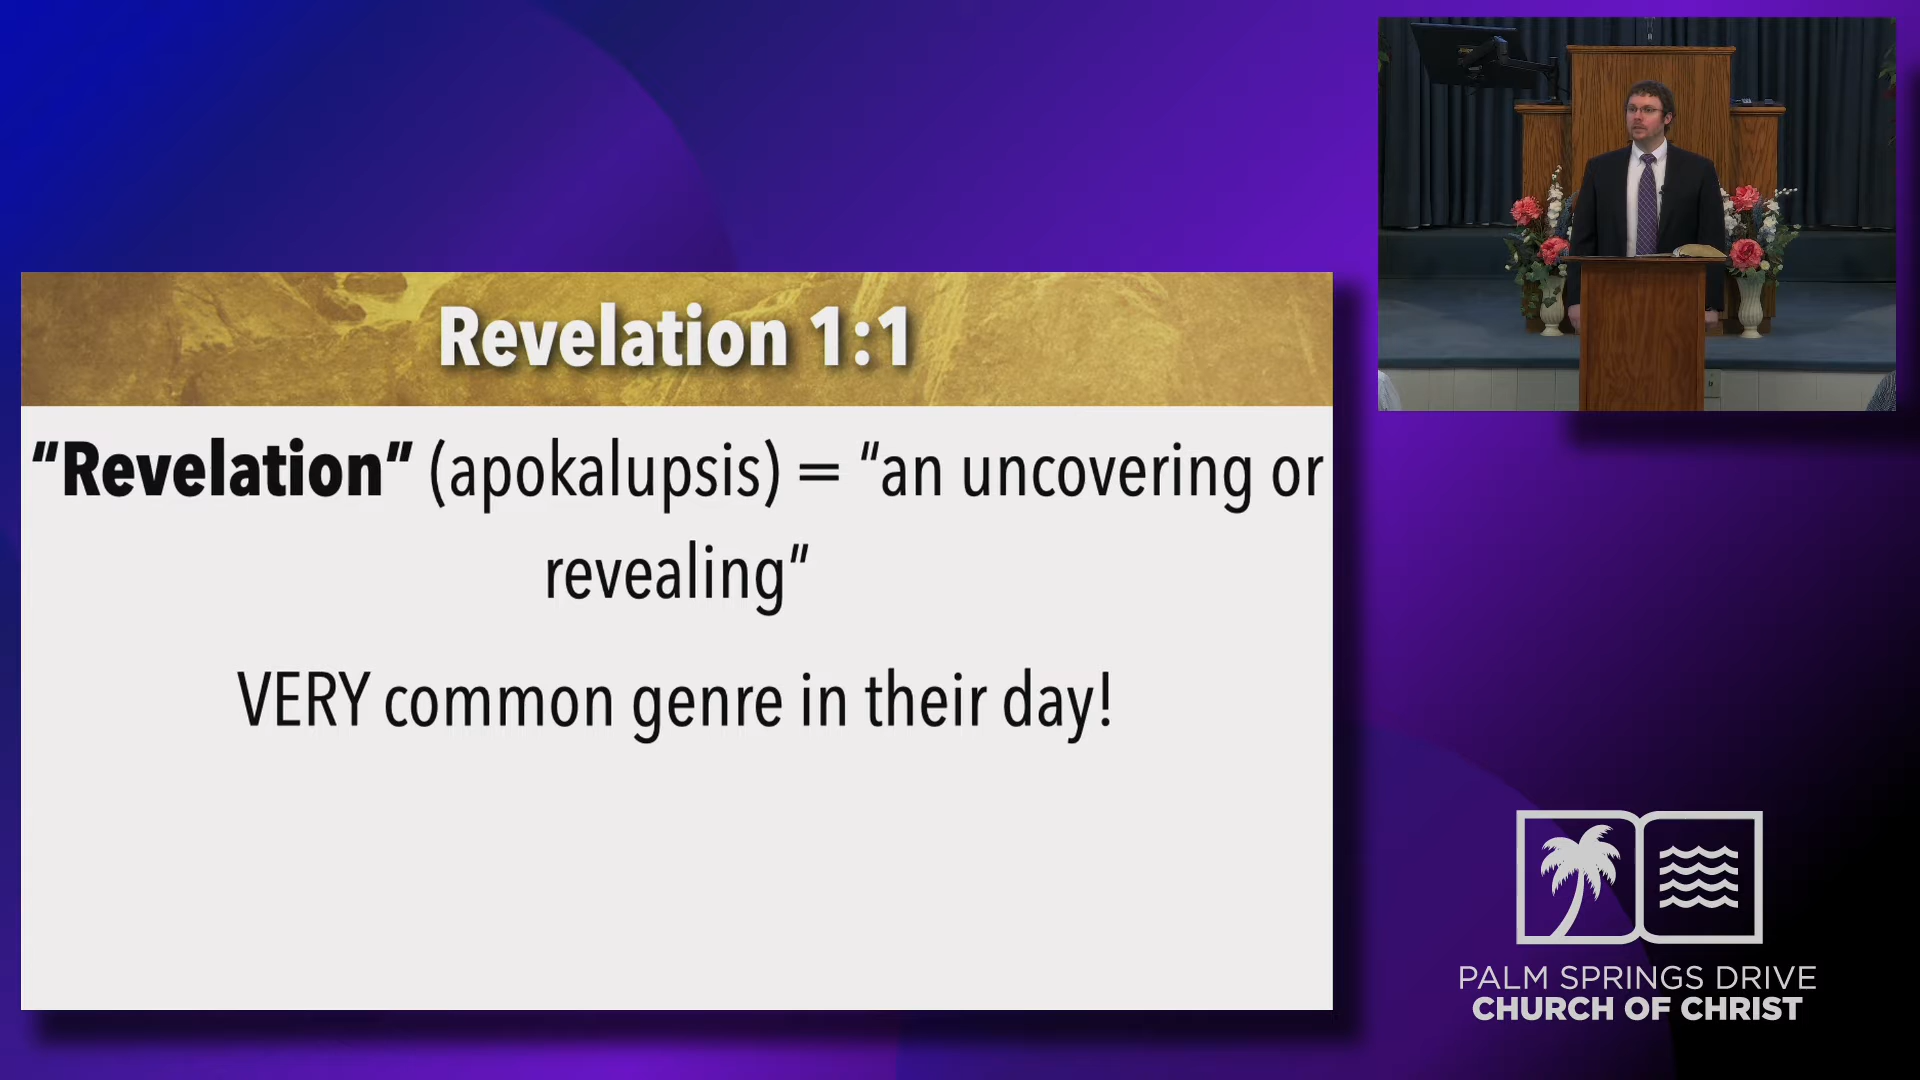 Revelation 1:1
“Revelation” (apokalupsis) = “an uncovering or
revealing“
VERY common genre in their day!
PALM SPRINGS DRIVE
CHURCH OF CHRIST